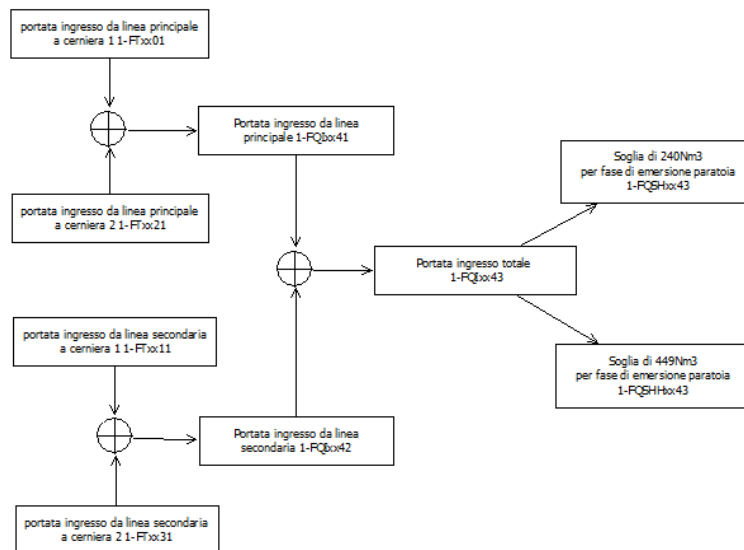 portata ingresso da linea principale
a cerniera 1 1-FTxx01
Portata ingresso da linea
principale 1-FQIxx41
portata ingresso da linea principale
a cerniera 2 1-FTxx21
Soglia di 240Nm3
per fase di emersione paratoia
1-FQSHxx43
Portata ingresso totale
1-FQIxx43
portata ingresso da linea secondaria
a cerniera 1 1-FTxx11
Soglia di 449Nm3
per fase di emersione paratoia
1-FQSHHxx43
Portata ingresso da linea
secondaria 1-FQIxx42
portata ingresso da linea secondaria
a cerniera 2 1-FTxx31